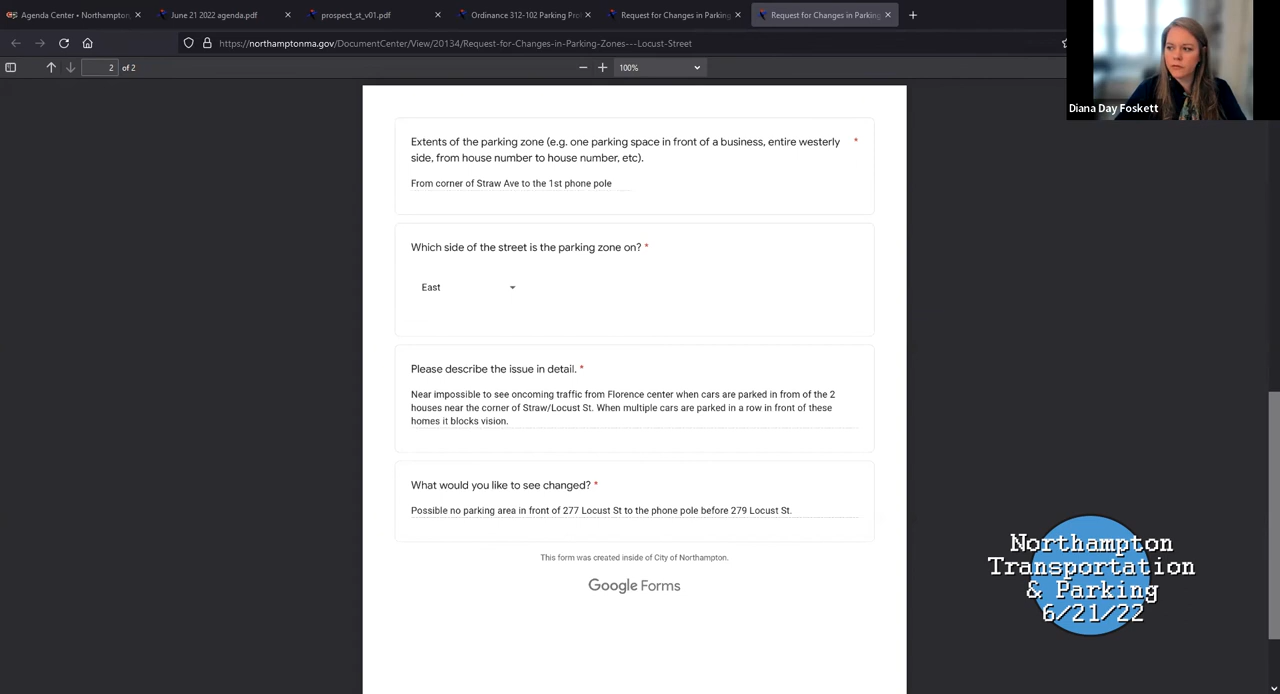 Agenda Center • Northampton,
June 21 2022 agenda.pdf
prospect_st_v01.pdf
Ordinance 312-102 Parking Pro
Request for Changes in Parking
Request for Changes in Parking
https://northamptonma.gov/DocumentCenter/View/20134/Request-for-Changes-in-Parking-Zones---Locust-Street
2 of 2
100%
Diana Day Foskett
Extents of the parking zone (e.g. one parking space in front of a business, entire westerly *
side, from house number to house number, etc).
From corner of Straw Ave to the 1st phone pole
Which side of the street is the parking zone on? *
East
Please describe the issue in detail. *
Near impossible to see oncoming traffic from Florence center when cars are parked in from of the 2
houses near the corner of Straw/Locust St. When multiple cars are parked in a row in front of these
homes it blocks vision.
What would you like to see changed? *
Possible no parking area in front of 277 Locust St to the phone pole before 279 Locust St.
This form was created inside of City of Northampton.
Google Forms
Northampton
Transportation
& Parking
6/21/22